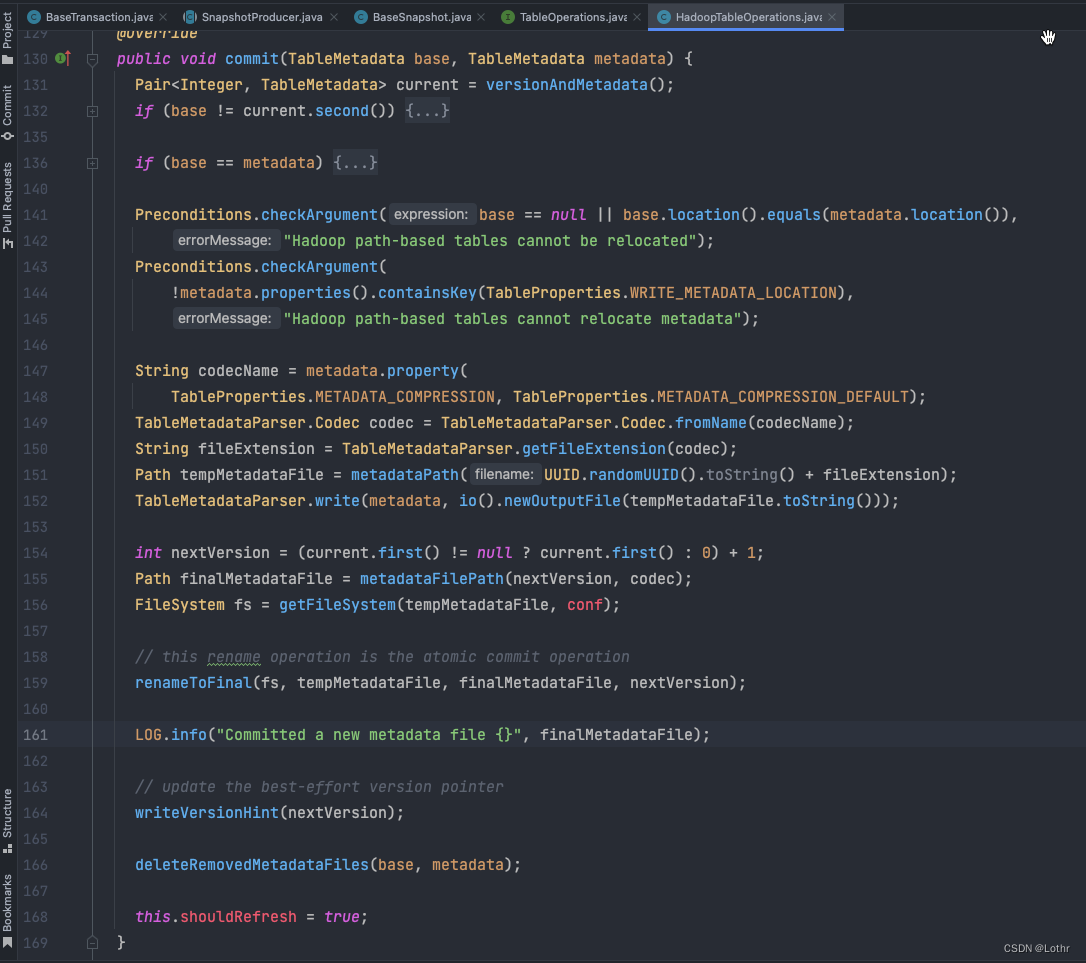 BaseTransaction.java SnapshotProducer.java BaseSnapshot.java TableOperations.java HadoopTableOperations.java
Project
Commit
Pull Requests
Structure
Bookmarks
129 @Override
130 public void commit(TableMetadata base, TableMetadata metadata) {
131 Pair<Integer, TableMetadata> current = versionAndMetadata();
132 if (base != current.second()) {...}
135
136 if (base == metadata) {...}
140
141 Preconditions.checkArgument( expression: base == null || base.location().equals(metadata.location()),
142 errorMessage: "Hadoop path-based tables cannot be relocated");
143 Preconditions.checkArgument(
144 !metadata.properties().containsKey(TableProperties.WRITE_METADATA_LOCATION),
145 errorMessage: "Hadoop path-based tables cannot relocate metadata");
146
147 String codecName = metadata.property(
148 TableProperties.METADATA_COMPRESSION, TableProperties.METADATA_COMPRESSION_DEFAULT);
149 TableMetadataParser.Codec codec = TableMetadataParser.Codec.fromName(codecName);
150 String fileExtension = TableMetadataParser.getFileExtension(codec);
151 Path tempMetadataFile = metadataPath( filename: UUID.randomUUID().toString() + fileExtension);
152 TableMetadataParser.write(metadata, io().newOutputFile(tempMetadataFile.toString()));
153
154 int nextVersion = (current.first() != null ? current.first() : 0) + 1;
155 Path finalMetadataFile = metadataFilePath(nextVersion, codec);
156 FileSystem fs = getFileSystem(tempMetadataFile, conf);
157
158 // this rename operation is the atomic commit operation
159 renameToFinal(fs, tempMetadataFile, finalMetadataFile, nextVersion);
160
161 LOG.info("Committed a new metadata file {}", finalMetadataFile);
162
163 // update the best-effort version pointer
164 writeVersionHint(nextVersion);
165
166 deleteRemovedMetadataFiles(base, metadata);
167
168 this.shouldRefresh = true;
169 }
CSDN @Lothr